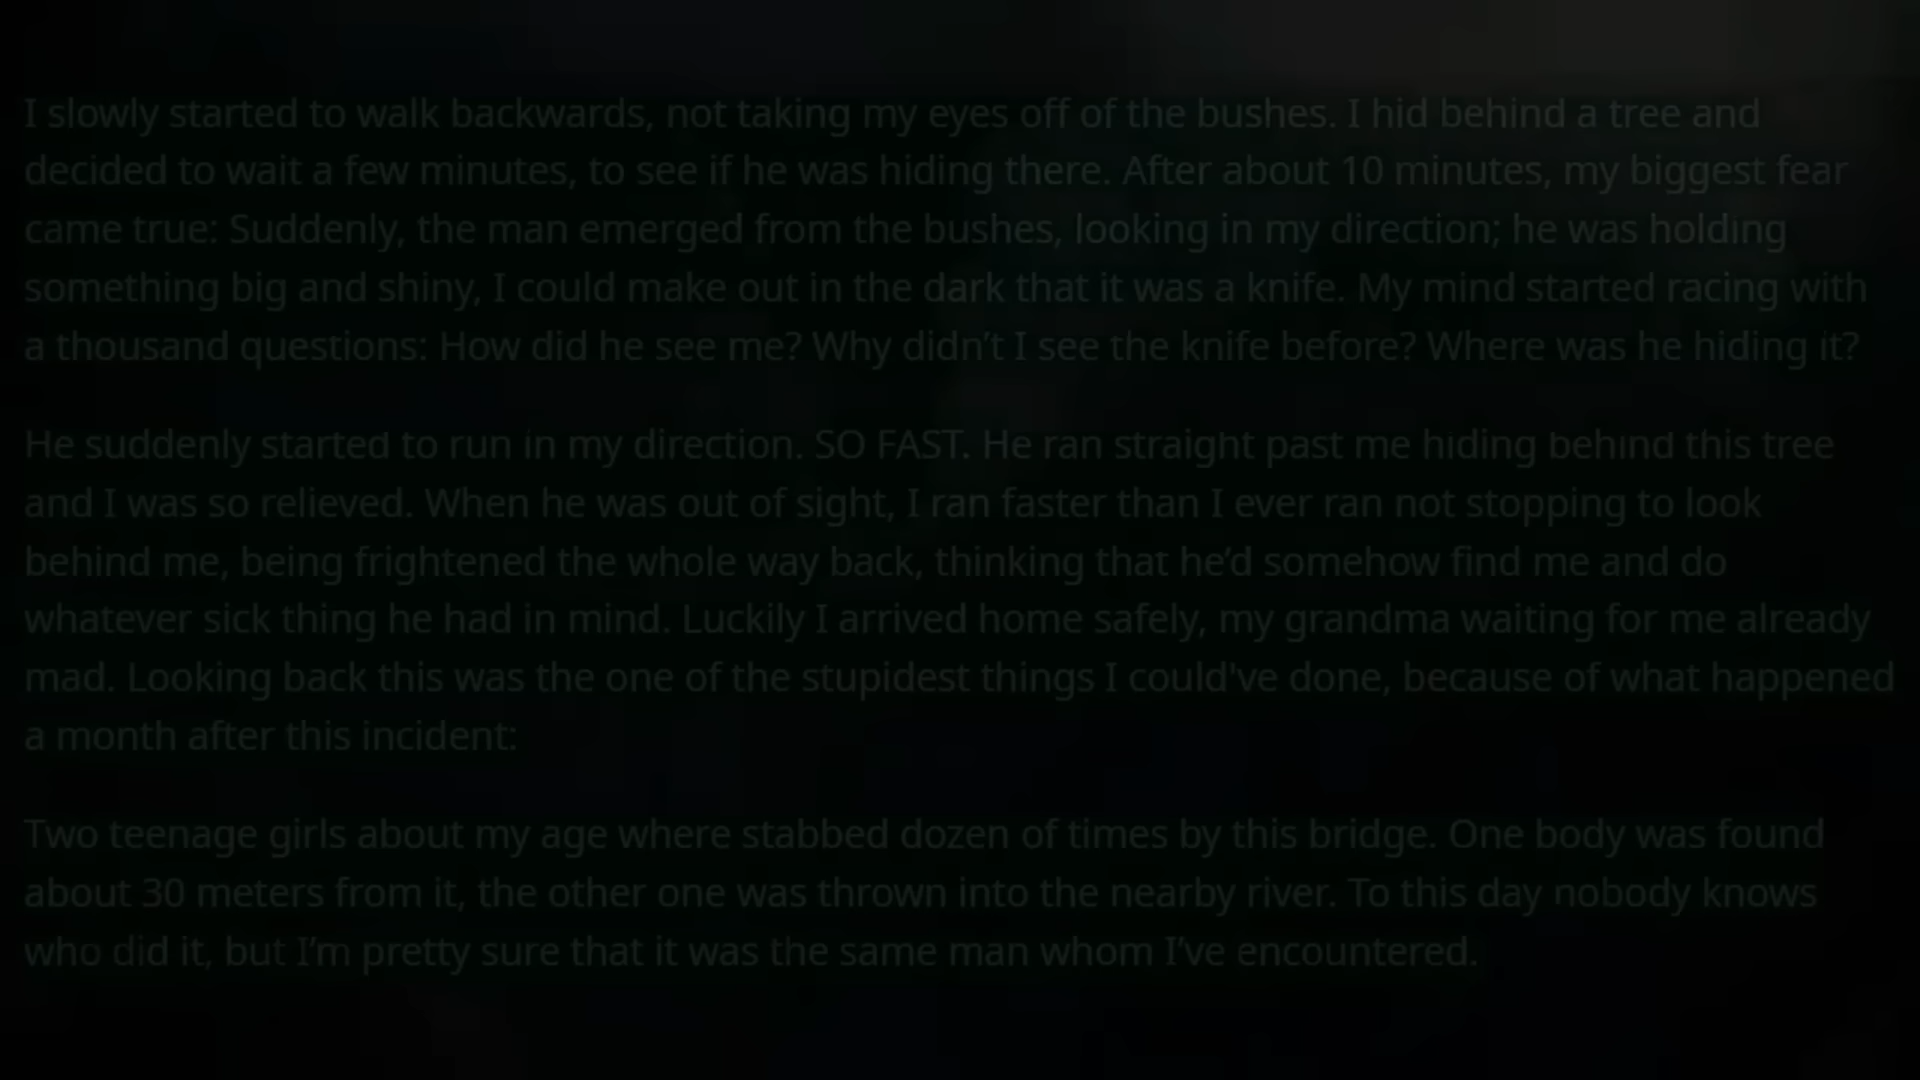 I slowly started to walk backwards, not taking my eyes off of the bushes. I hid behind a tree and
decided to wait a few minutes, to see if he was hiding there. After about 10 minutes, my biggest fear
came true: Suddenly, the man emerged from the bushes, looking in my direction; he was holding
something big and shiny, I could make out in the dark that it was a knife. My mind started racing with
a thousand questions: How did he see me? Why didn’t I see the knife before? Where was he hiding it?
He suddenly started to run in my direction. SO FAST. He ran straight past me hiding behind this tree
and I was so relieved. When he was out of sight, I ran faster than I ever ran not stopping to look
behind me, being frightened the whole way back, thinking that he’d somehow find me and do
whatever sick thing he had in mind. Luckily I arrived home safely, my grandma waiting for me already
mad. Looking back this was the one of the stupidest things I could've done, because of what happened
a month after this incident:
Two teenage girls about my age where stabbed dozen of times by this bridge. One body was found
about 30 meters from it, the other one was thrown into the nearby river. To this day nobody knows
who did it, but I’m pretty sure that it was the same man whom I’ve encountered.